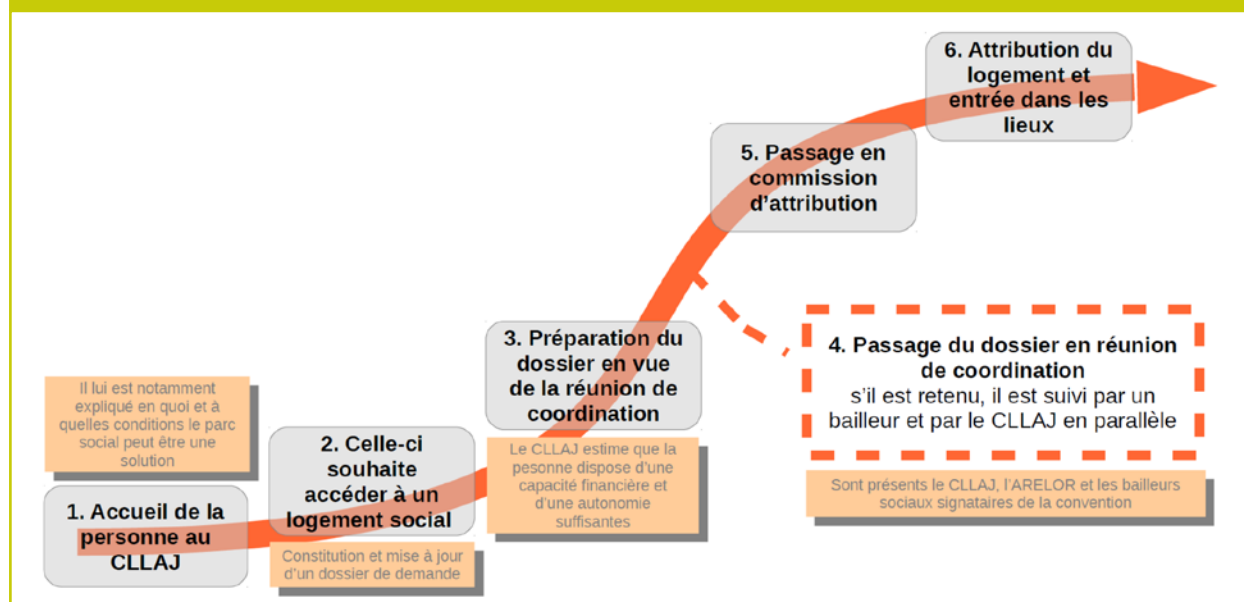 Il lui est notamment
expliqué en quoi et à
quelles conditions le parc
social peut être une
solution
1. Accueil de la
personne au
CLLAJ
2. Celle-ci
souhaite
accéder à un
logement social
Constitution et mise à jour
d'un dossier de demande
3. Préparation du
dossier en vue
de la réunion de
coordination
Le CLLAJ estime que la
pesonne dispose d'une
capacité financière et
d'une autonomie
suffisantes
4. Passage du dossier en réunion
de coordination
s'il est retenu, il est suivi par un
bailleur et par le CLLAJ en parallèle
Sont présents le CLLAJ, l'ARELOR et les bailleurs
sociaux signataires de la convention
5. Passage en
commission
d'attribution
6. Attribution du
logement et
entrée dans les
lieux